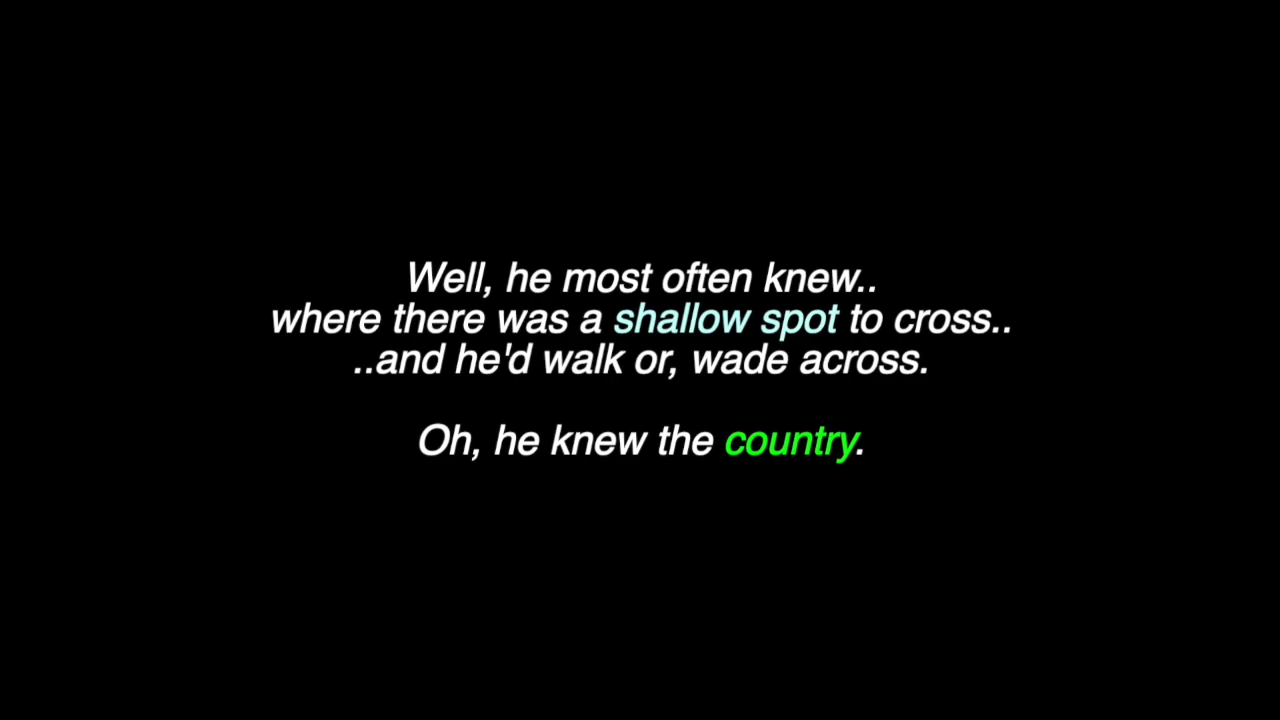 Well, he most often knew..
where there was a shallow spot to cross..
..and he'd walk or, wade across.
Oh, he knew the country.